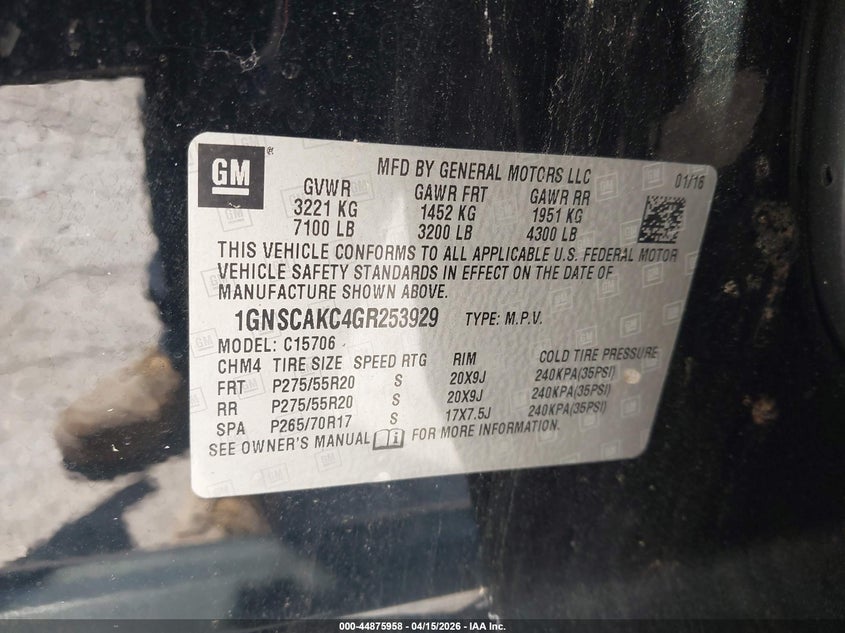 GM ®
MFD BY GENERAL MOTORS LLC 01/16
GVWR GAWR FRT GAWR RR
3221 KG 1452 KG 1951 KG
7100 LB 3200 LB 4300 LB
THIS VEHICLE CONFORMS TO ALL APPLICABLE U.S. FEDERAL MOTOR
VEHICLE SAFETY STANDARDS IN EFFECT ON THE DATE OF
MANUFACTURE SHOWN ABOVE.
1GNSCAKC4GR253929 TYPE: M.P.V.
MODEL: C15706
CHM4 TIRE SIZE SPEED RTG RIM COLD TIRE PRESSURE
FRT P275/55R20 S 20X9J 240KPA(35PSI)
RR P275/55R20 S 20X9J 240KPA(35PSI)
SPA P265/70R17 S 17X7.5J 240KPA(35PSI)
SEE OWNER'S MANUAL i FOR MORE INFORMATION.
000-44875958 - 04/15/2026 - IAA Inc.